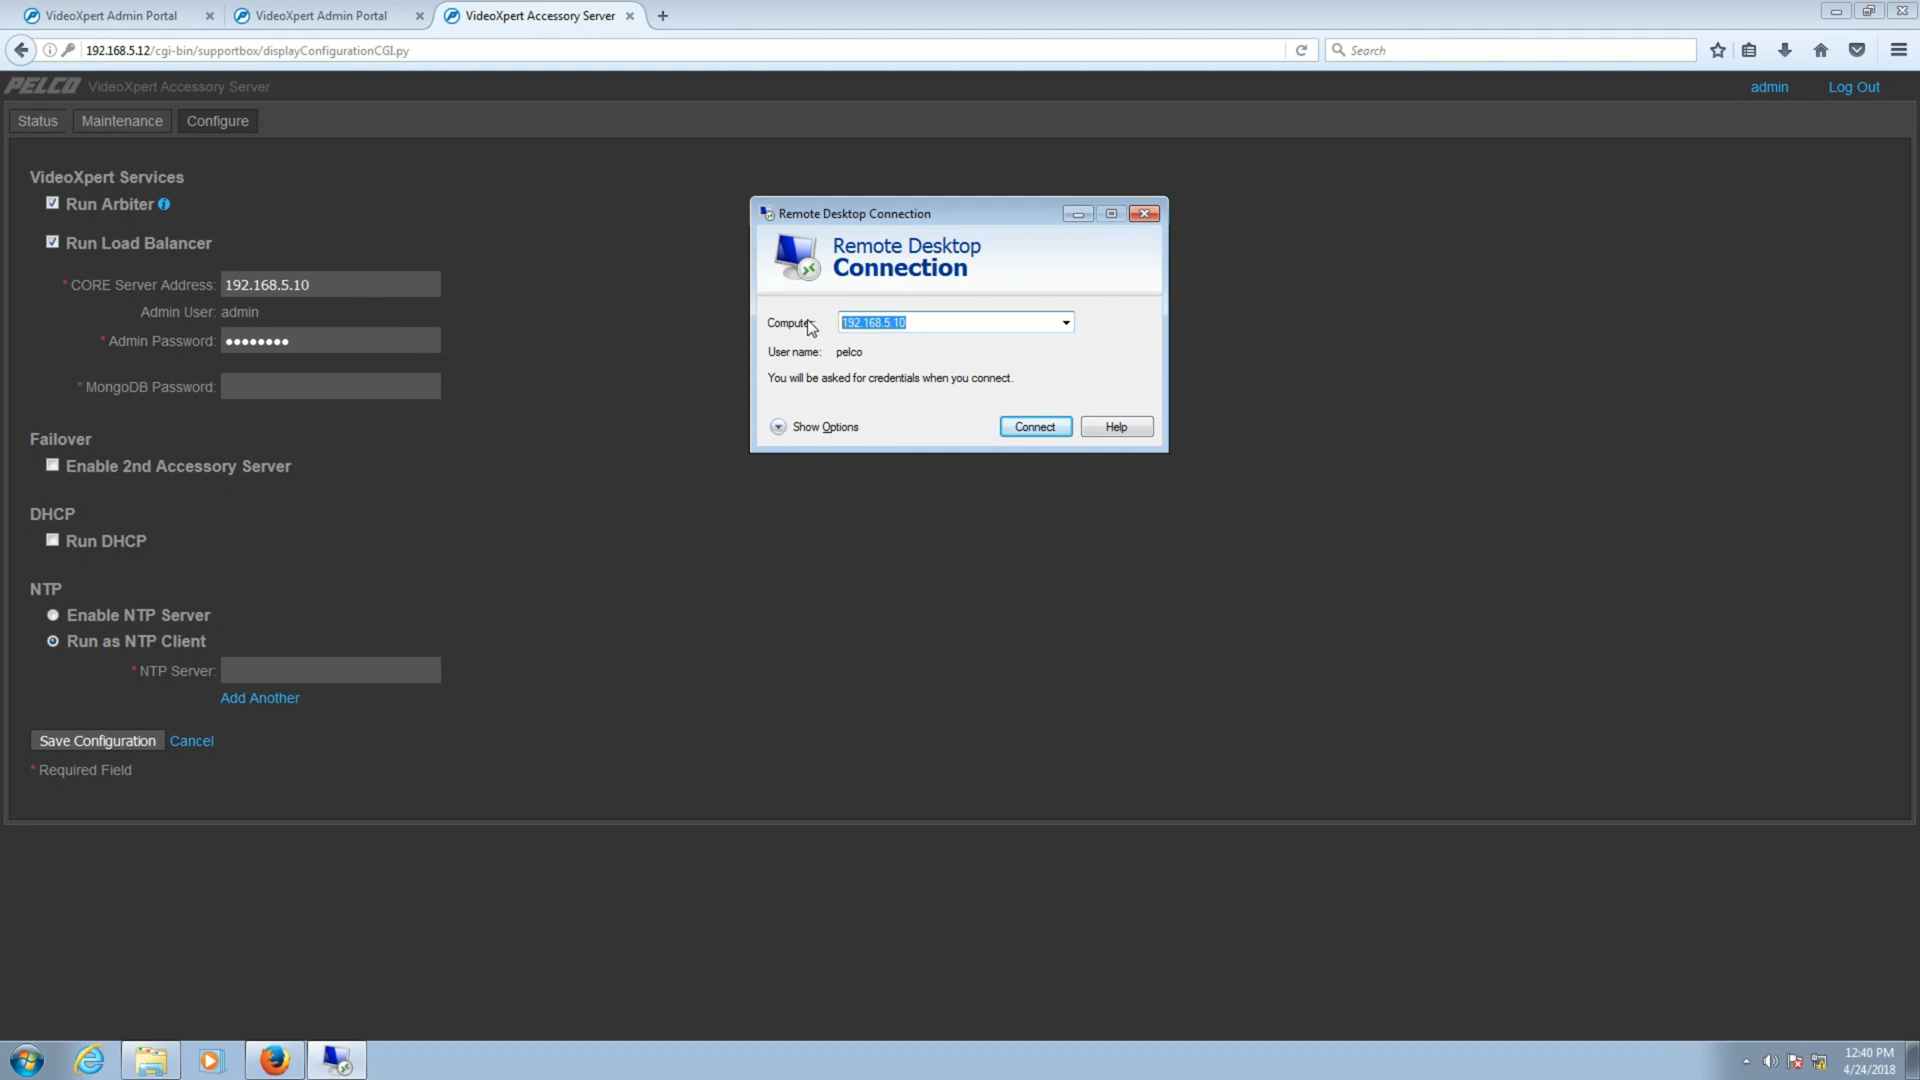 VideoXpert Admin Portal
VideoXpert Admin Portal
VideoXpert Accessory Server
192.168.5.12/cgi-bin/supportbox/displayConfigurationCGI.py
Search
PELCO VideoXpert Accessory Server
admin
Log Out
Status
Maintenance
Configure
VideoXpert Services
Run Arbiter
Run Load Balancer
* CORE Server Address: 192.168.5.10
Admin User: admin
* Admin Password: ●●●●●●●●
* MongoDB Password:
Failover
Enable 2nd Accessory Server
DHCP
Run DHCP
NTP
Enable NTP Server
Run as NTP Client
* NTP Server:
Add Another
Save Configuration Cancel
* Required Field
Remote Desktop Connection
Remote Desktop
Connection
Computer: 192.168.5.10
User name: pelco
You will be asked for credentials when you connect.
Show Options
Connect
Help
12:40 PM
4/24/2018